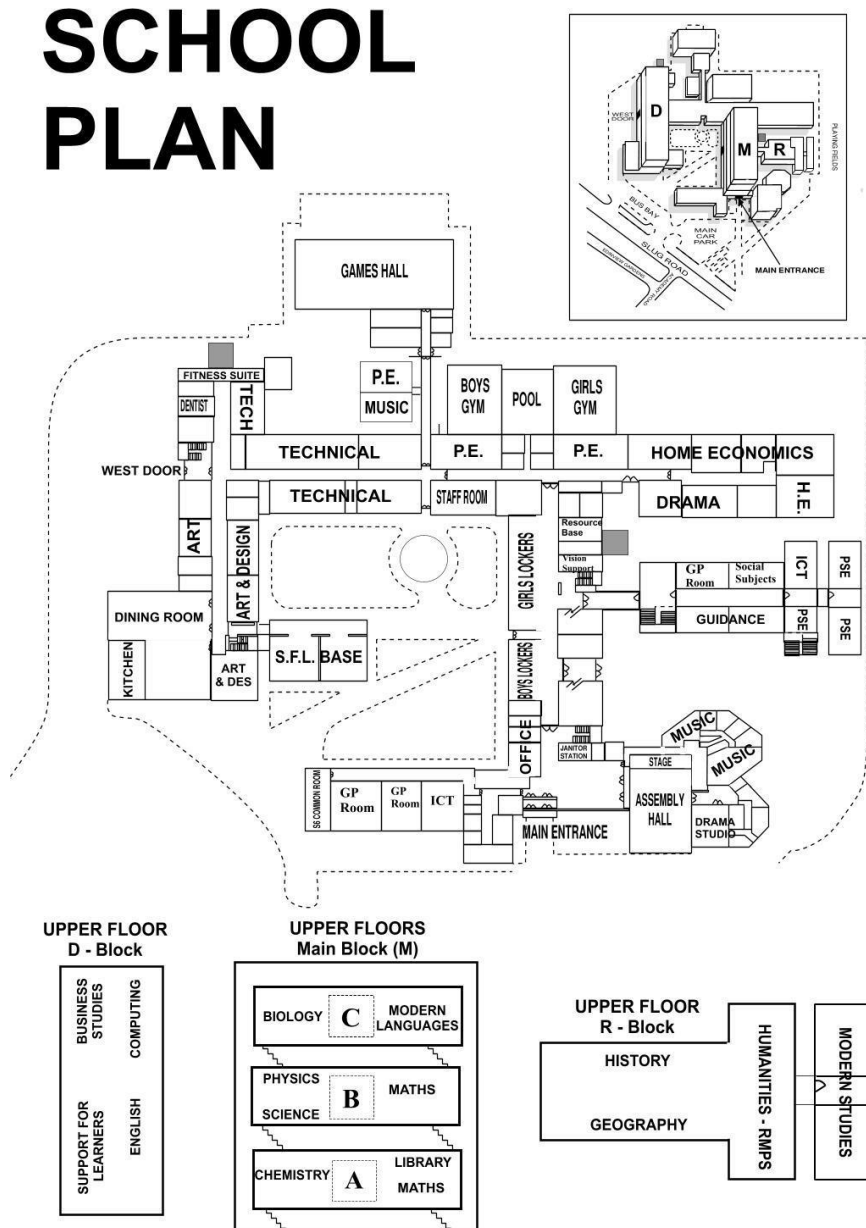 SCHOOL
PLAN
WEST
DOOR
D
M
R
PLAYING FIELDS
BUS BAY
SLUG ROAD
MAIN
CAR
PARK
MAIN ENTRANCE
ACADEMY ROAD
GAMES HALL
FITNESS SUITE
DENTIST
TECH
P.E.
MUSIC
BOYS
GYM
POOL
GIRLS
GYM
TECHNICAL
P.E.
P.E.
HOME ECONOMICS
WEST DOOR
TECHNICAL
STAFF ROOM
DRAMA
H.E.
ART
ART & DESIGN
GIRLS LOCKERS
Resource
Base
Vision
Support
GP
Room
Social
Subjects
ICT
PSE
DINING ROOM
GUIDANCE
PSE
PSE
KITCHEN
ART
& DES
S.F.L. BASE
BOYS LOCKERS
OFFICE
JANITOR
STATION
MUSIC
MUSIC
STAGE
S6 COMMON ROOM
GP
Room
GP
Room
ICT
ASSEMBLY
HALL
MAIN ENTRANCE
DRAMA
STUDIO
UPPER FLOOR
D - Block
BUSINESS
STUDIES
COMPUTING
SUPPORT FOR
LEARNERS
ENGLISH
UPPER FLOORS
Main Block (M)
BIOLOGY
C
MODERN
LANGUAGES
PHYSICS
SCIENCE
B
MATHS
CHEMISTRY
A
LIBRARY
MATHS
UPPER FLOOR
R - Block
HISTORY
GEOGRAPHY
HUMANITIES - RMPS
MODERN STUDIES